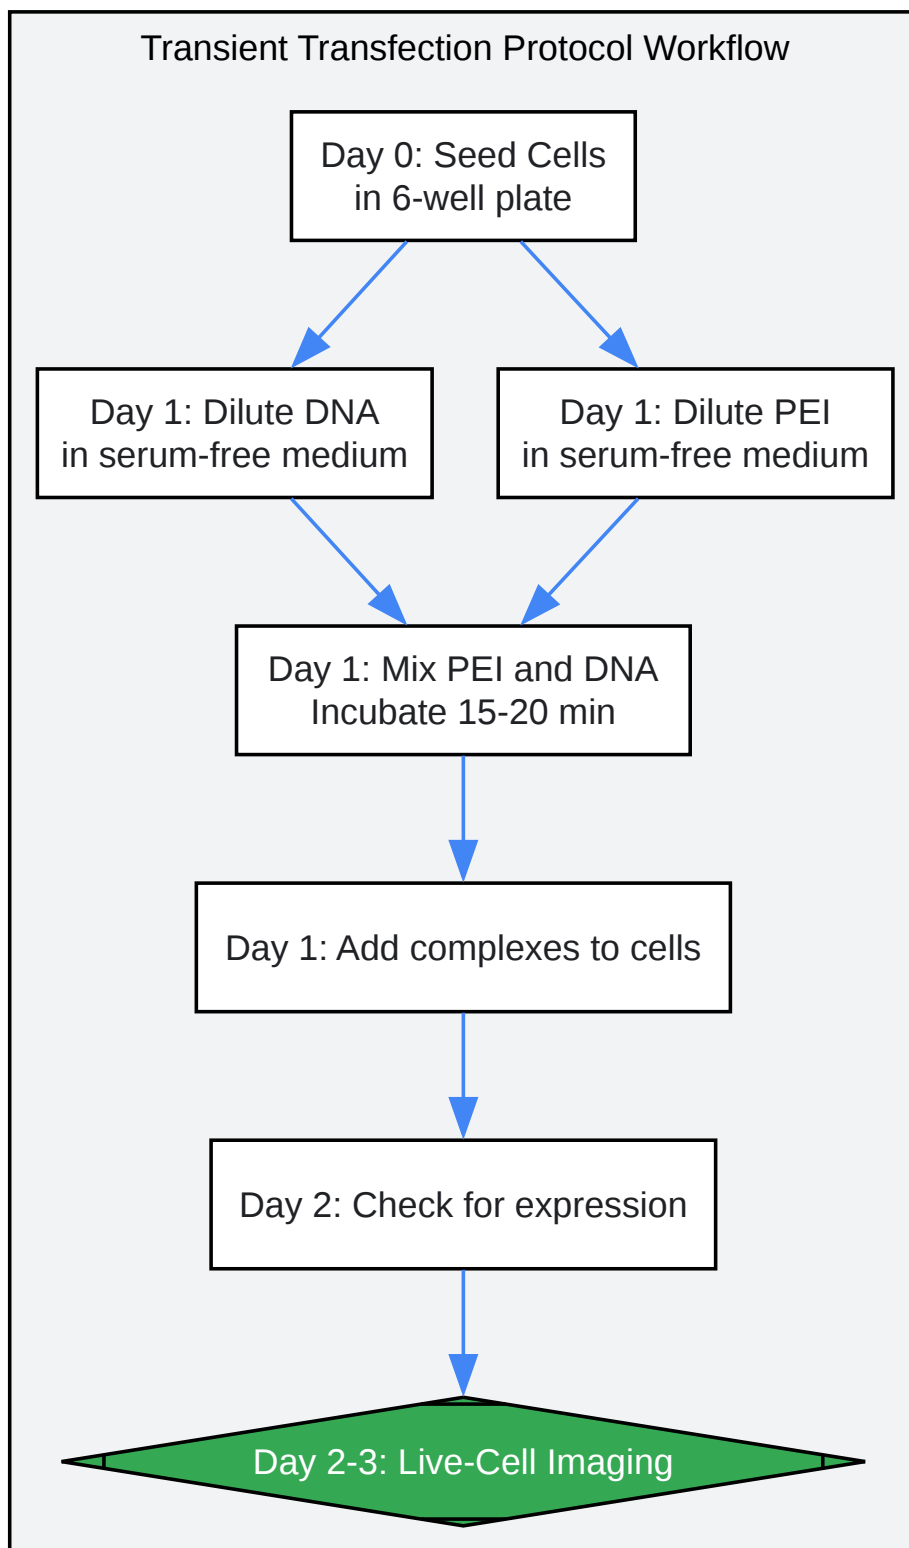 Transient Transfection Protocol Workflow
Day 0: Seed Cells
in 6-well plate
Day 1: Dilute DNA
in serum-free medium
Day 1: Dilute PEI
in serum-free medium
Day 1: Mix PEI and DNA
Incubate 15-20 min
Day 1: Add complexes to cells
Day 2: Check for expression
Day 2-3: Live-Cell Imaging